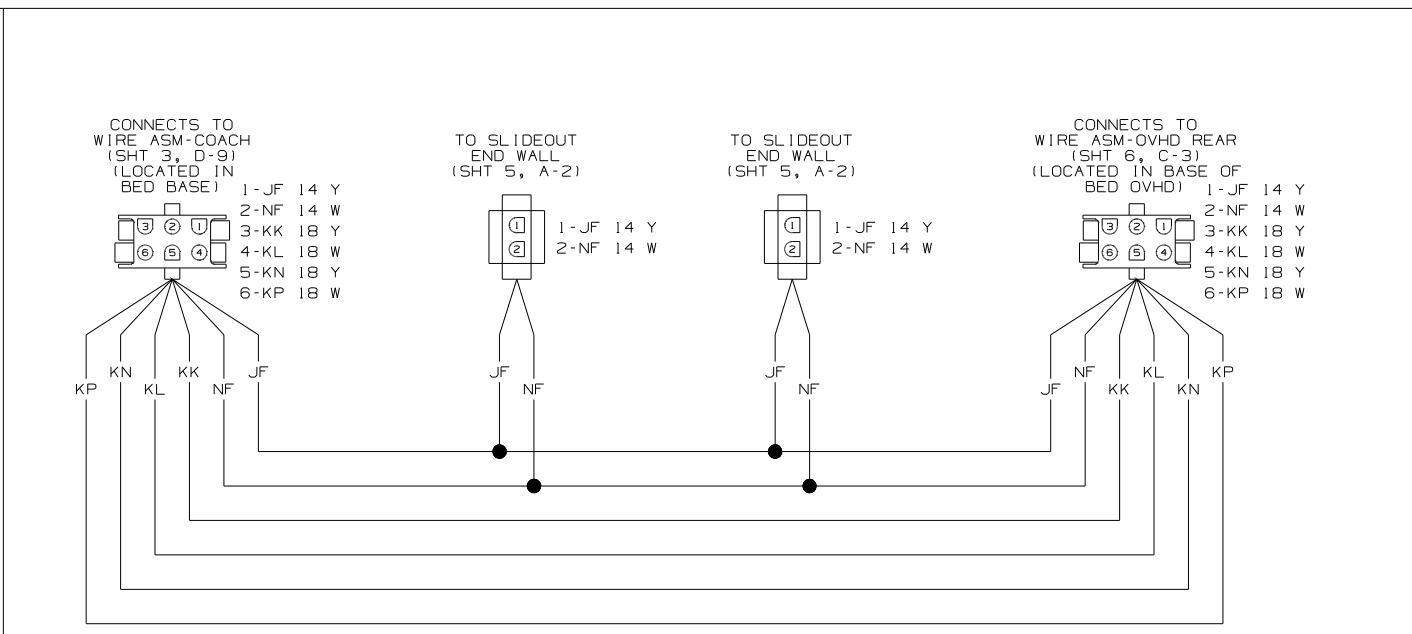 CONNECTS TO
WIRE ASM-COACH
(SHT 3, D-9)
(LOCATED IN
BED BASE)
1-JF 14 Y
2-NF 14 W
3-KK 18 Y
4-KL 18 W
5-KN 18 Y
6-KP 18 W
3 2 1
6 5 4
TO SLIDEOUT
END WALL
(SHT 5, A-2)
1
2
1-JF 14 Y
2-NF 14 W
TO SLIDEOUT
END WALL
(SHT 5, A-2)
1
2
1-JF 14 Y
2-NF 14 W
CONNECTS TO
WIRE ASM-OVHD REAR
(SHT 6, C-3)
(LOCATED IN BASE OF
BED OVHD)
1-JF 14 Y
2-NF 14 W
3-KK 18 Y
4-KL 18 W
5-KN 18 Y
6-KP 18 W
3 2 1
6 5 4
KP KN KL KK NF JF
JF NF
JF NF
JF NF KK KL KN KP